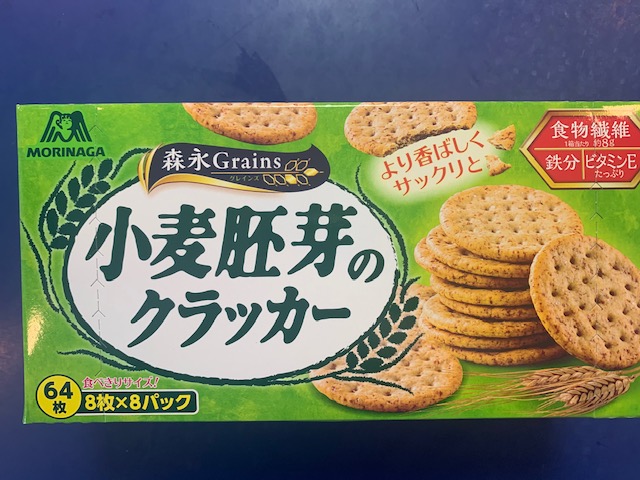 MORINAGA
森永Grains
グレインズ
小麦胚芽の
クラッカー
より香ばしく
サックリと
食物繊維
1箱当たり 約8g
鉄分 ビタミンE
たっぷり
64枚
食べきりサイズ!
8枚×8パック